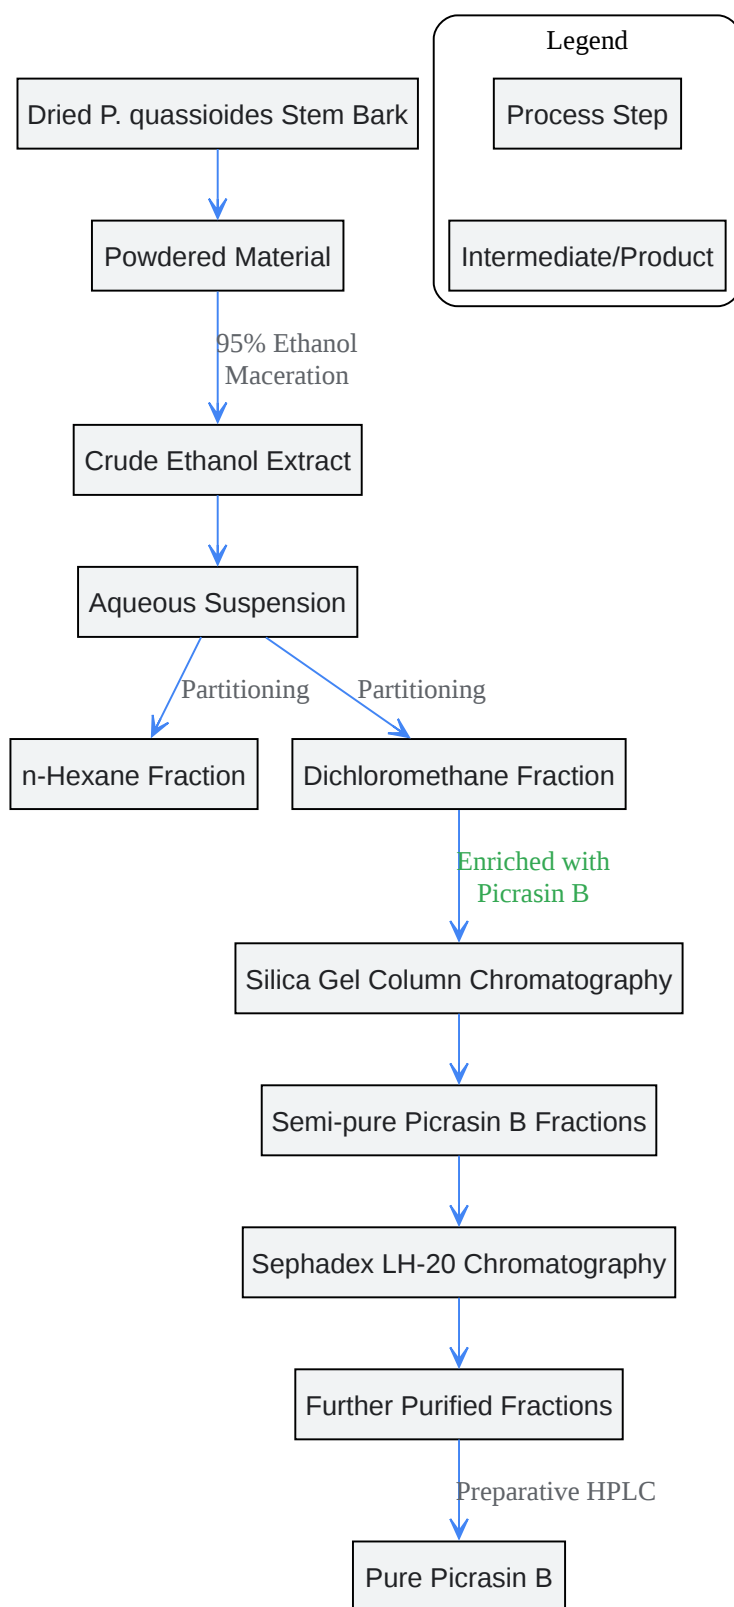 Legend
Dried P. quassioides Stem Bark
Process Step
Powdered Material
Intermediate/Product
95% Ethanol
Maceration
Crude Ethanol Extract
Aqueous Suspension
Partitioning
Partitioning
n-Hexane Fraction
Dichloromethane Fraction
Enriched with
Picrasin B
Silica Gel Column Chromatography
Semi-pure Picrasin B Fractions
Sephadex LH-20 Chromatography
Further Purified Fractions
Preparative HPLC
Pure Picrasin B